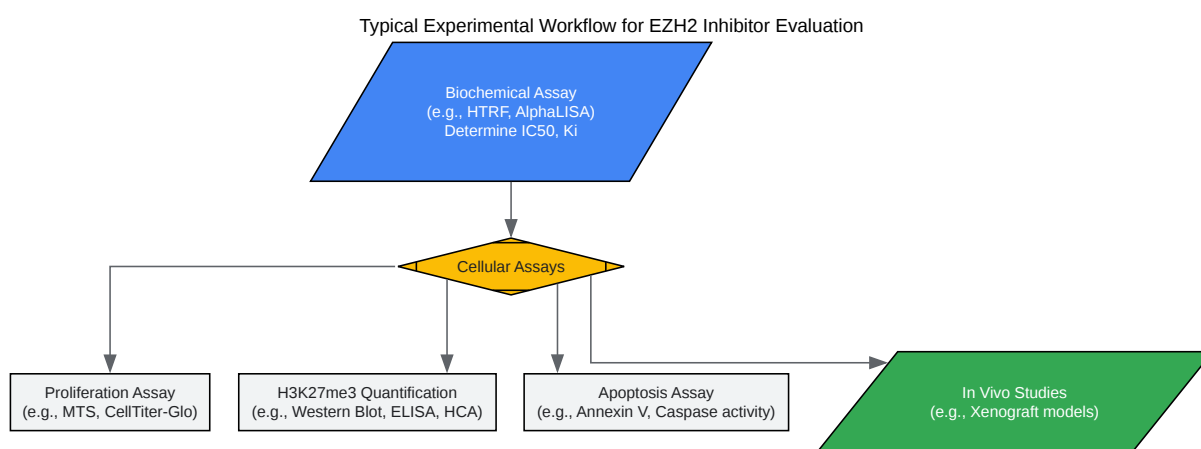 Typical Experimental Workflow for EZH2 Inhibitor Evaluation
Biochemical Assay
(e.g., HTRF, AlphaLISA)
Determine IC50, Ki
Cellular Assays
Proliferation Assay
(e.g., MTS, CellTiter-Glo)
H3K27me3 Quantification
(e.g., Western Blot, ELISA, HCA)
Apoptosis Assay
(e.g., Annexin V, Caspase activity)
In Vivo Studies
(e.g., Xenograft models)